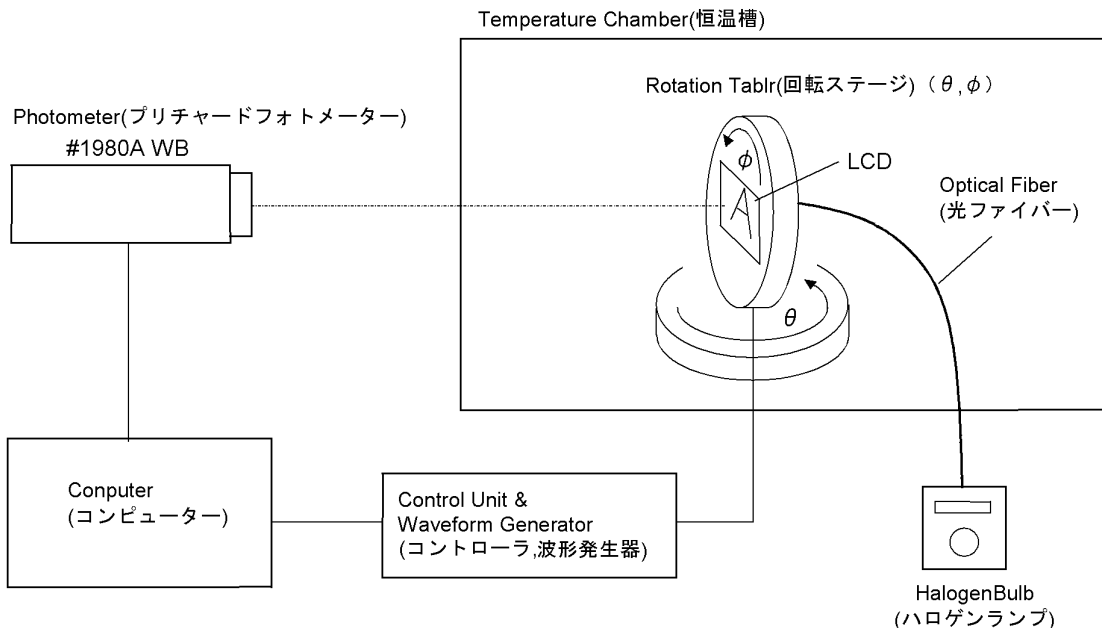 Temperature Chamber(恒温槽)
Rotation Tablr(回転ステージ)（θ,φ）
Photometer(プリチャードフォトメーター)
#1980A WB
φ
LCD
A
Optical Fiber
(光ファイバー)
θ
Conputer
(コンピューター)
Control Unit &
Waveform Generator
(コントローラ,波形発生器)
HalogenBulb
(ハロゲンランプ)